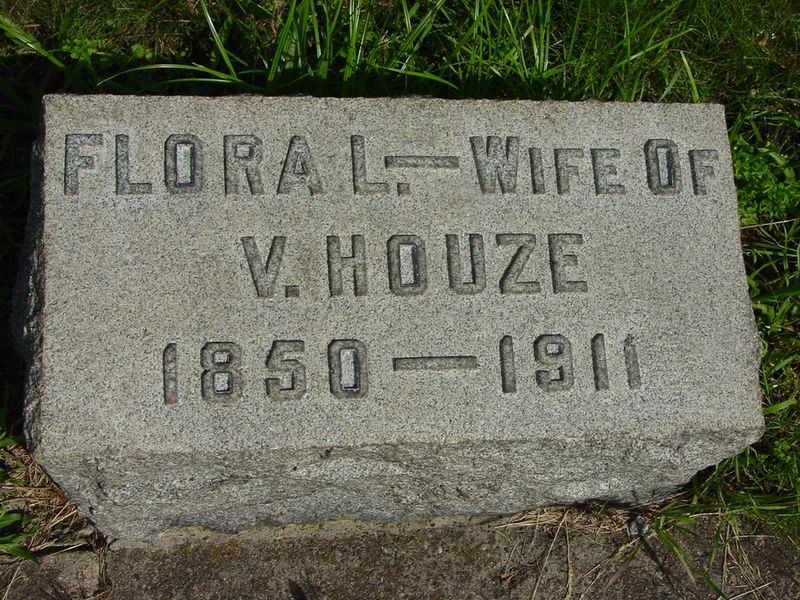 FLORA L.—WIFE OF
V. HOUZE
1850—1911